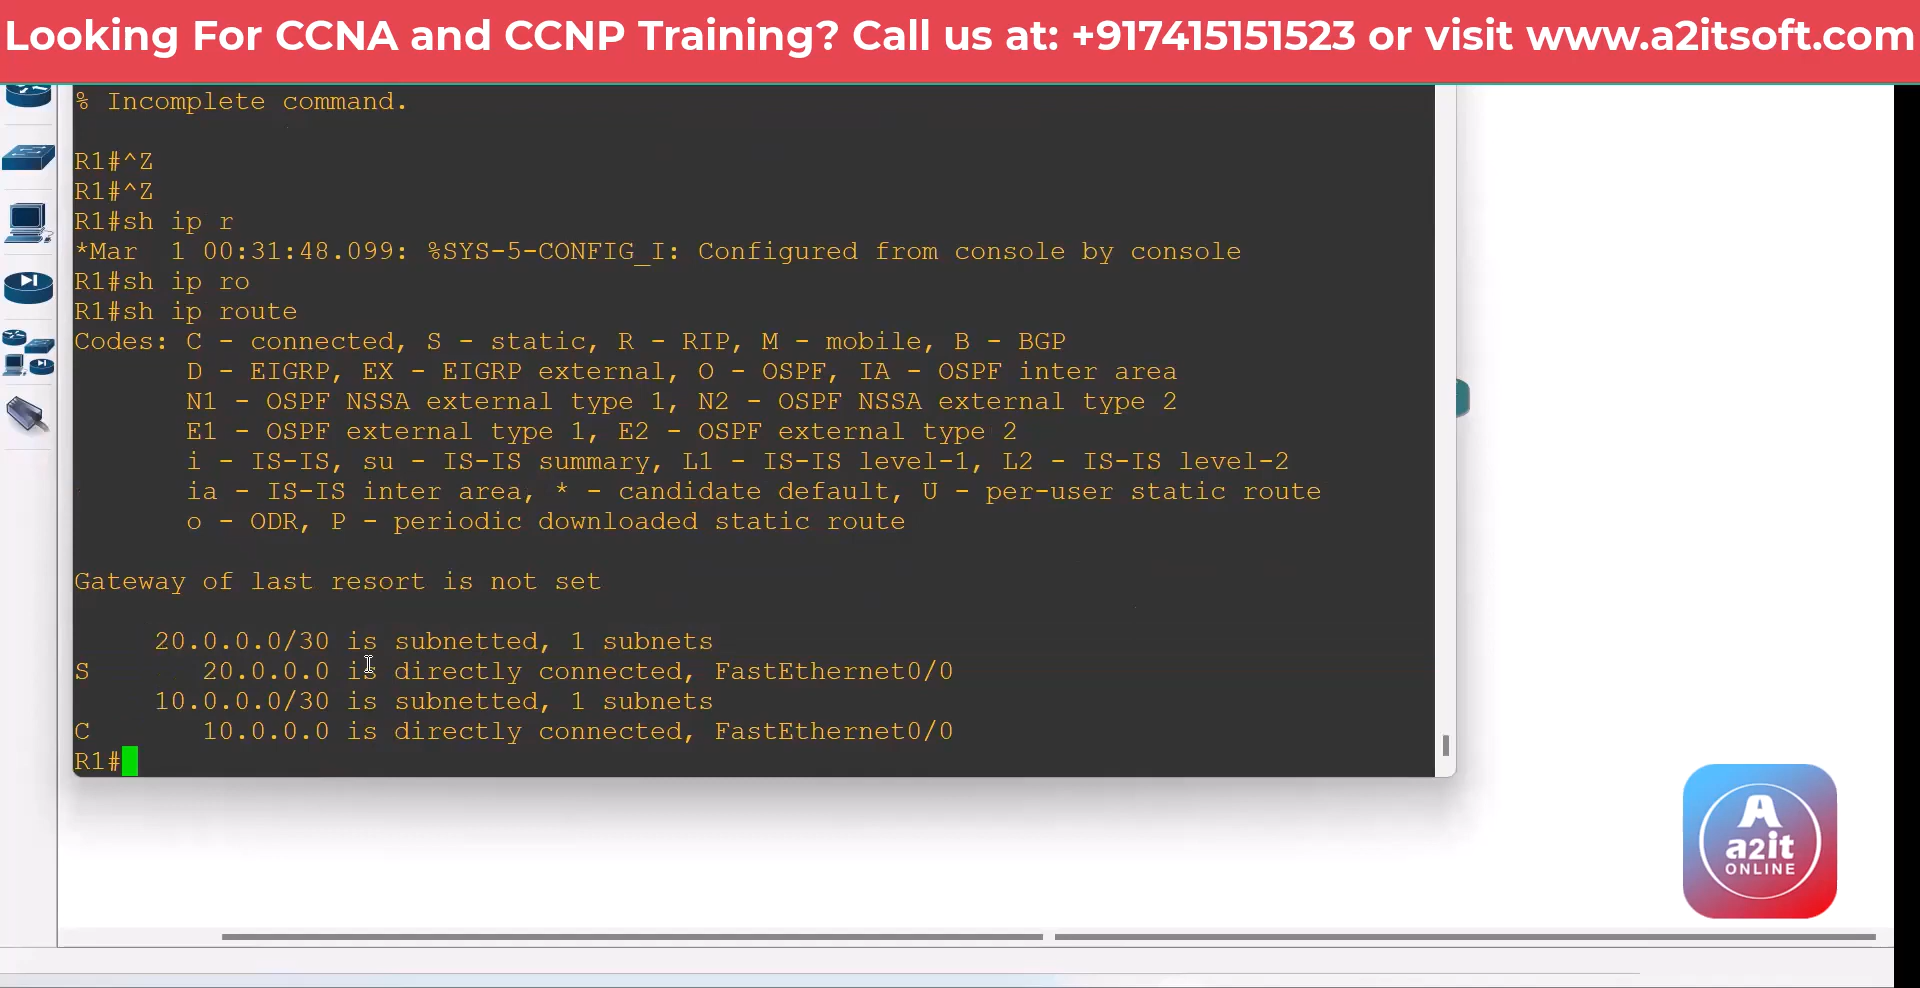 Looking For CCNA and CCNP Training? Call us at: +917415151523 or visit www.a2itsoft.com
% Incomplete command.
R1#^Z
R1#^Z
R1#sh ip r
*Mar  1 00:31:48.099: %SYS-5-CONFIG_I: Configured from console by console
R1#sh ip ro
R1#sh ip route
Codes: C - connected, S - static, R - RIP, M - mobile, B - BGP
       D - EIGRP, EX - EIGRP external, O - OSPF, IA - OSPF inter area
       N1 - OSPF NSSA external type 1, N2 - OSPF NSSA external type 2
       E1 - OSPF external type 1, E2 - OSPF external type 2
       i - IS-IS, su - IS-IS summary, L1 - IS-IS level-1, L2 - IS-IS level-2
       ia - IS-IS inter area, * - candidate default, U - per-user static route
       o - ODR, P - periodic downloaded static route
Gateway of last resort is not set
     20.0.0.0/30 is subnetted, 1 subnets
S       20.0.0.0 is directly connected, FastEthernet0/0
     10.0.0.0/30 is subnetted, 1 subnets
C       10.0.0.0 is directly connected, FastEthernet0/0
R1#
A
a2it
ONLINE